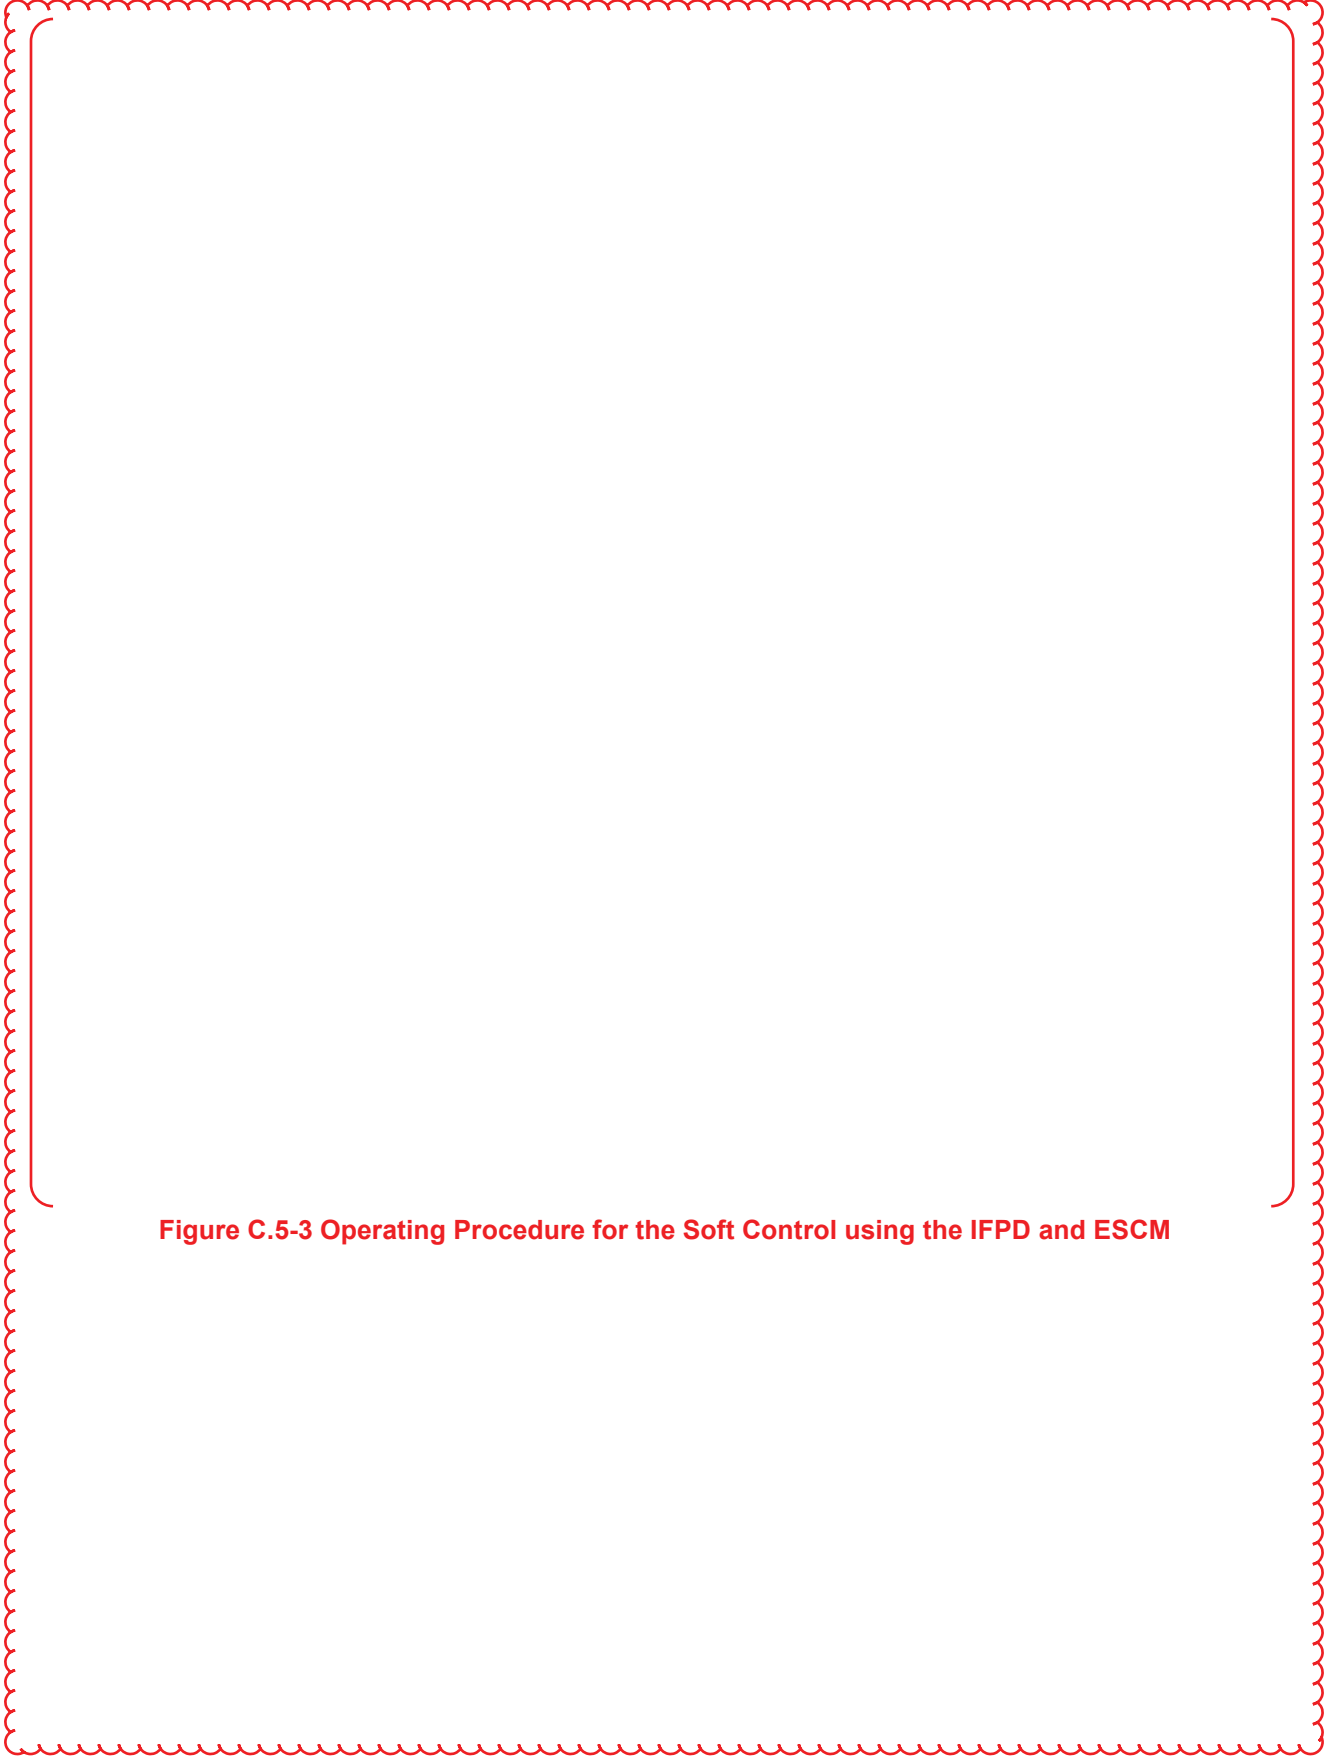 Figure C.5-3 Operating Procedure for the Soft Control using the IFPD and ESCM